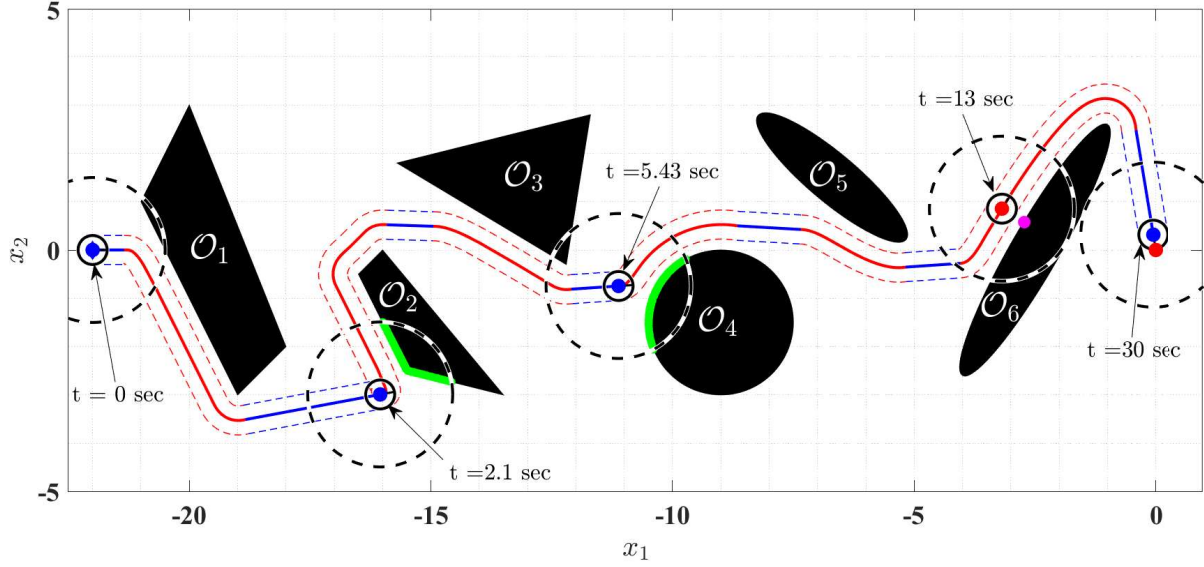 5
t =13 sec
t =5.43 sec
𝒪₃
𝒪₅
𝒪₁
x₂
0
𝒪₂
𝒪₆
𝒪₄
t = 0 sec
t =30 sec
t =2.1 sec
-5
-20
-15
-10
-5
0
x₁